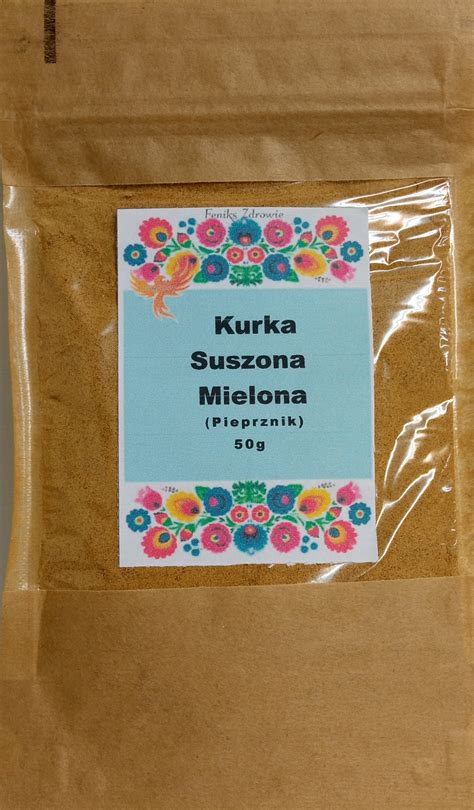 Feniks Zdrowie
Kurka
Suszona
Mielona
(Pieprznik)
50g